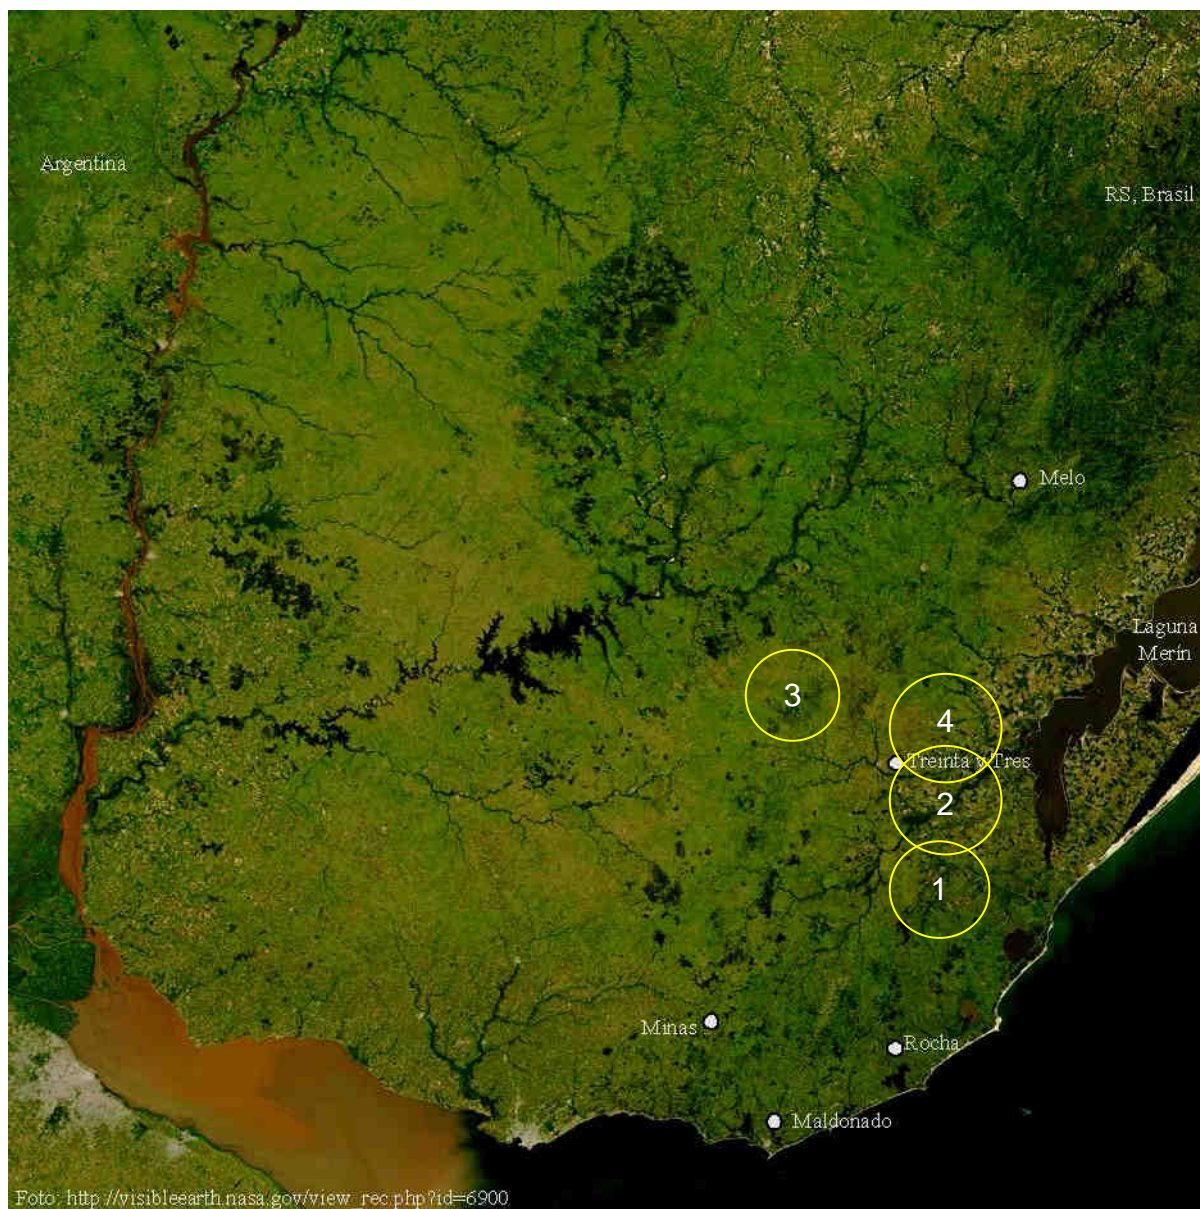 Argentina
RS, Brasil
Melo
Laguna
Merín
3
4
Treinta y Tres
2
1
Minas
Rocha
Maldonado
Foto: http://visibleearth.nasa.gov/view_rec.php?id=6900